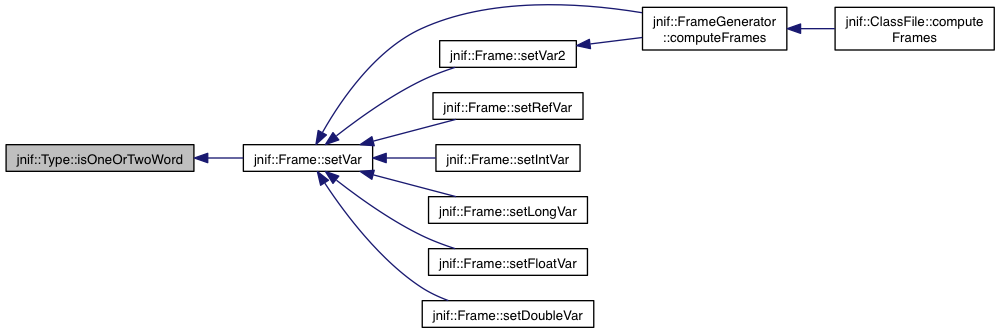 jnif::FrameGenerator
::computeFrames
jnif::ClassFile::compute
Frames
jnif::Frame::setVar2
jnif::Frame::setRefVar
jnif::Type::isOneOrTwoWord
jnif::Frame::setVar
jnif::Frame::setIntVar
jnif::Frame::setLongVar
jnif::Frame::setFloatVar
jnif::Frame::setDoubleVar